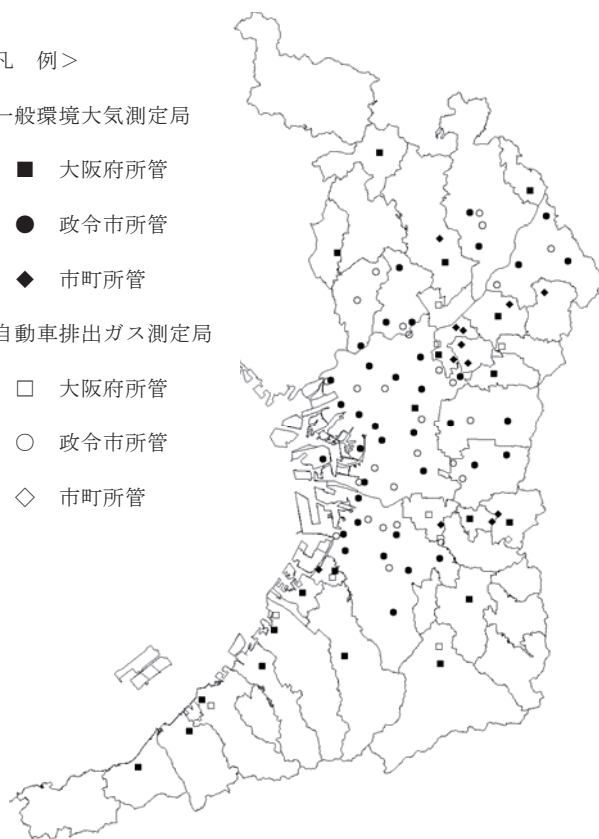 凡 例＞
一般環境大気測定局
■ 大阪府所管
● 政令市所管
◆ 市町所管
自動車排出ガス測定局
□ 大阪府所管
○ 政令市所管
◇ 市町所管